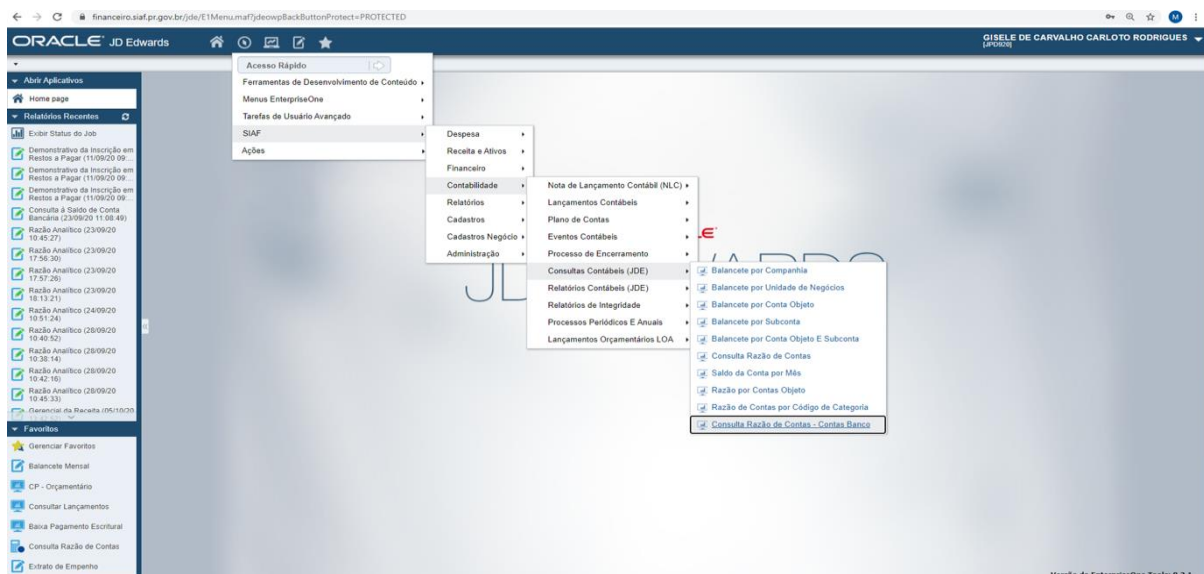 financeiro.siaf.pr.gov.br/jde/E1Menu.maf?jdeowpBackButtonProtect=PROTECTED
M
ORACLE JD Edwards
GISELE DE CARVALHO CARLOTO RODRIGUES
[JPD920]
Abrir Aplicativos
Home page
Relatórios Recentes
Exibir Status do Job
Demonstrativo da Inscrição em
Restos a Pagar (11/09/20 09:...
Demonstrativo da Inscrição em
Restos a Pagar (11/09/20 09:...
Demonstrativo da Inscrição em
Restos a Pagar (11/09/20 09:...
Consulta á Saldo de Conta
Bancária (23/09/20 11:08:49)
Razão Analítico (23/09/20
10:45:27)
Razão Analítico (23/09/20
17:56:30)
Razão Analítico (23/09/20
17:57:26)
Razão Analítico (23/09/20
18:13:21)
Razão Analítico (24/09/20
10:51:24)
Razão Analítico (28/09/20
10:40:52)
Razão Analítico (28/09/20
10:38:14)
Razão Analítico (28/09/20
10:42:16)
Razão Analítico (28/09/20
10:45:33)
Gerencial da Receita (05/10/20
Favoritos
Gerenciar Favoritos
Balancete Mensal
CP - Orçamentário
Consultar Lançamentos
Baixa Pagamento Escritural
Consulta Razão de Contas
Extrato de Empenho
Acesso Rápido
Ferramentas de Desenvolvimento de Conteúdo
Menus EnterpriseOne
Tarefas de Usuário Avançado
SIAF
Ações
Despesa
Receita e Ativos
Financeiro
Contabilidade
Relatórios
Cadastros
Cadastros Negócio
Administração
Nota de Lançamento Contábil (NLC)
Lançamentos Contábeis
Plano de Contas
Eventos Contábeis
Processo de Encerramento
Consultas Contábeis (JDE)
Relatórios Contábeis (JDE)
Relatórios de Integridade
Processos Periódicos E Anuais
Lançamentos Orçamentários LOA
Balancete por Companhia
Balancete por Unidade de Negócios
Balancete por Conta Objeto
Balancete por Subconta
Balancete por Conta Objeto E Subconta
Consulta Razão de Contas
Saldo da Conta por Mês
Razão por Contas Objeto
Razão de Contas por Código de Categoria
Consulta Razão de Contas - Contas Banco